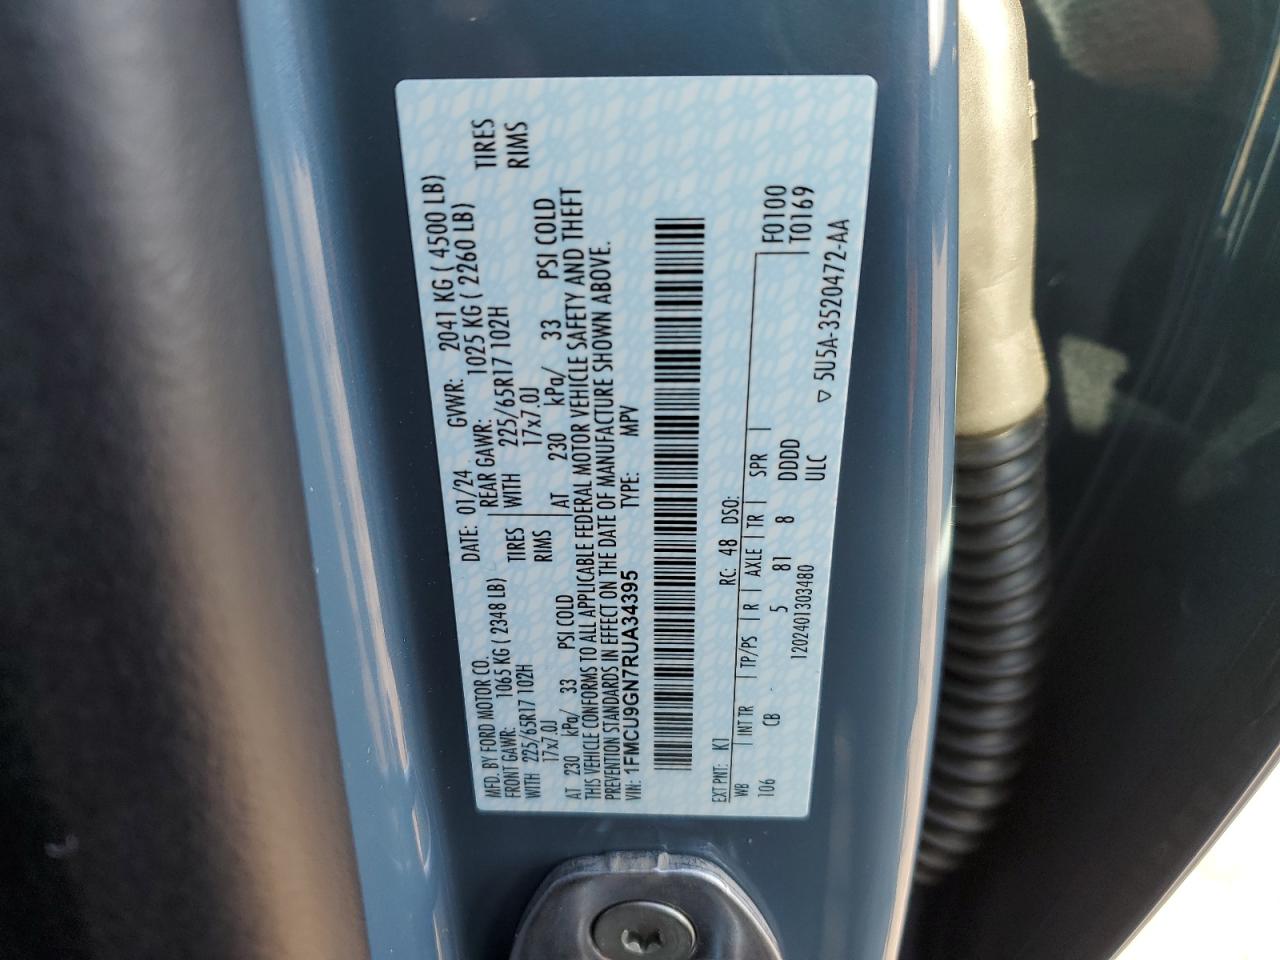 MFD. BY FORD MOTOR CO. DATE: 01/24 GVWR: 2041 KG ( 4500 LB)
FRONT GAWR: 1065 KG ( 2348 LB) REAR GAWR: 1025 KG ( 2260 LB)
WITH 225/65R17 102H TIRES WITH 225/65R17 102H TIRES
17x7.0J RIMS 17x7.0J RIMS
AT 230 kPa/ 33 PSI COLD AT 230 kPa/ 33 PSI COLD
THIS VEHICLE CONFORMS TO ALL APPLICABLE FEDERAL MOTOR VEHICLE SAFETY AND THEFT
PREVENTION STANDARDS IN EFFECT ON THE DATE OF MANUFACTURE SHOWN ABOVE.
VIN: 1FMCU9GN7RUA34395 TYPE: MPV
EXT PNT: K1 RC: 48 DSO:
WB INT TR TP/PS R AXLE TR SPR F0100
106 CB 5 81 8 DDDD T0169
1202401303480 ULC
▽ 5U5A-3520472-AA